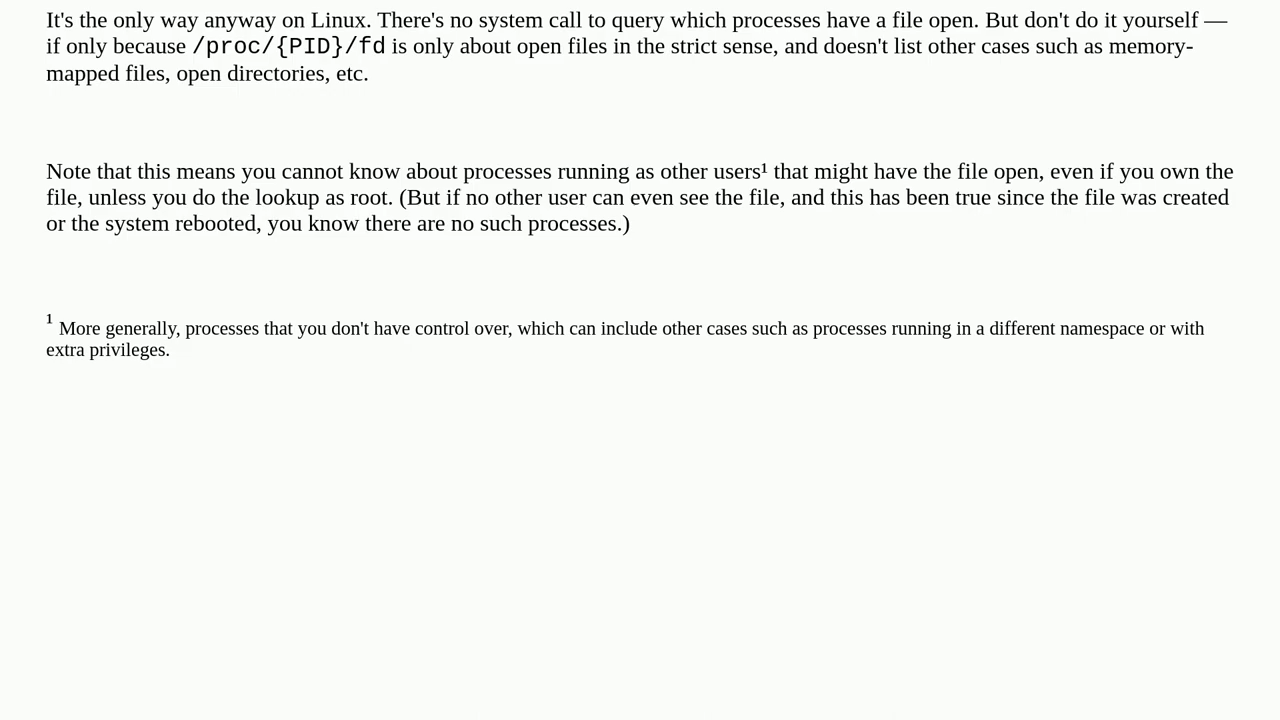 It's the only way anyway on Linux. There's no system call to query which processes have a file open. But don't do it yourself —
if only because /proc/{PID}/fd is only about open files in the strict sense, and doesn't list other cases such as memory-
mapped files, open directories, etc.
Note that this means you cannot know about processes running as other users¹ that might have the file open, even if you own the
file, unless you do the lookup as root. (But if no other user can even see the file, and this has been true since the file was created
or the system rebooted, you know there are no such processes.)
¹ More generally, processes that you don't have control over, which can include other cases such as processes running in a different namespace or with
extra privileges.